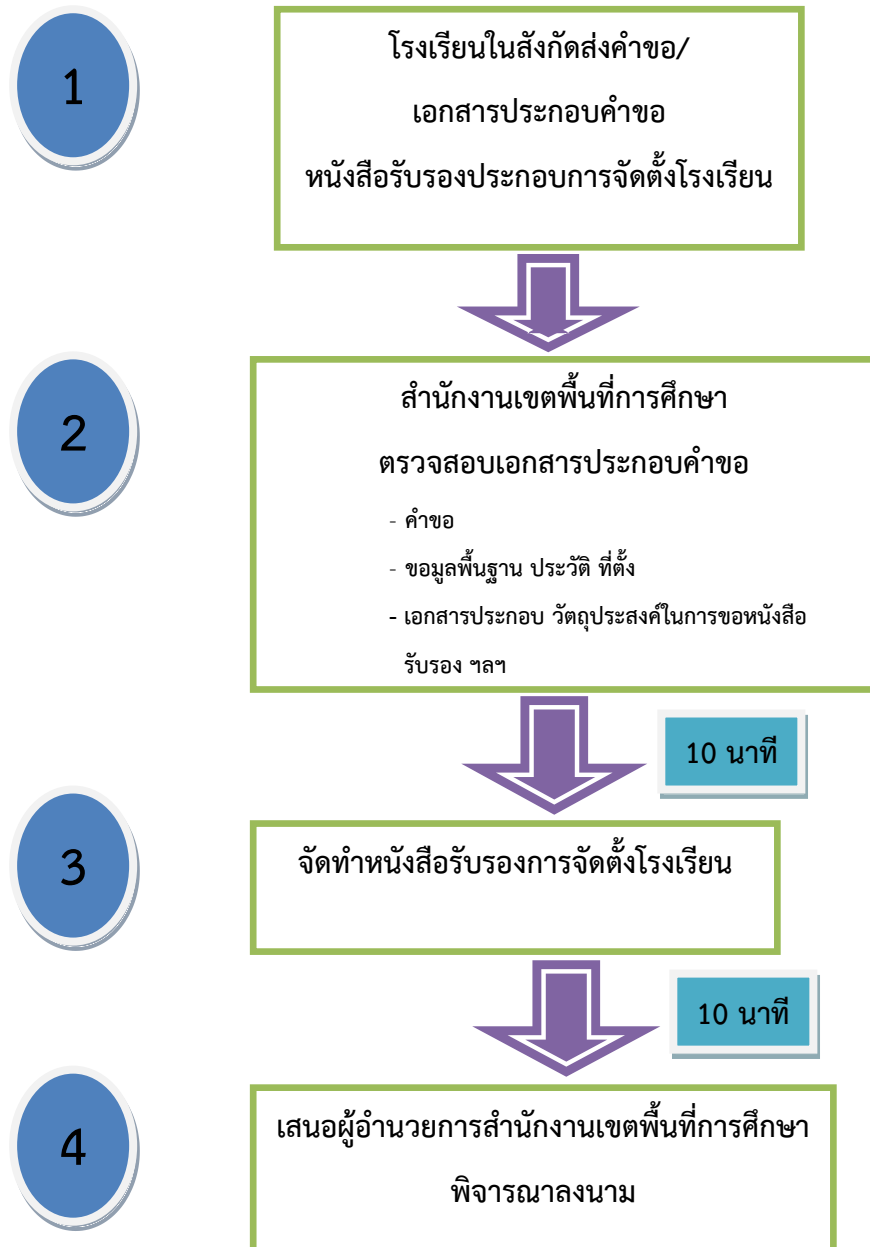 1
โรงเรียนในสังกัดส่งคำขอ/
เอกสารประกอบคำขอ
หนังสือรับรองประกอบการจัดตั้งโรงเรียน
2
สำนักงานเขตพื้นที่การศึกษา
ตรวจสอบเอกสารประกอบคำขอ
- คำขอ
- ขอมูลพื้นฐาน ประวัติ ที่ตั้ง
- เอกสารประกอบ วัตถุประสงค์ในการขอหนังสือ
รับรอง ฯลฯ
10 นาที
3
จัดทำหนังสือรับรองการจัดตั้งโรงเรียน
10 นาที
4
เสนอผู้อำนวยการสำนักงานเขตพื้นที่การศึกษา
พิจารณาลงนาม